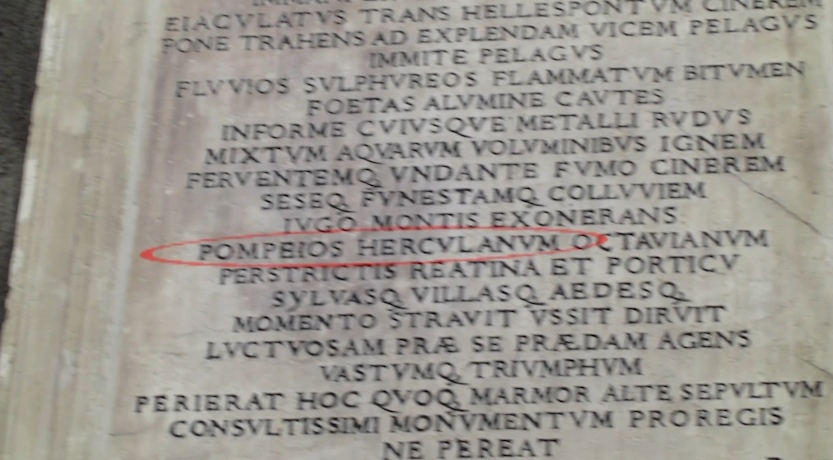 EIACVLATVS TRANS HELLESPONTVM CINEREM
PONE TRAHENS AD EXPLENDAM VICEM PELAGVS
IMMITE PELAGVS
FLVVIOS SVLPHVREOS FLAMMATVM BITVMEN
FOETAS ALVMINE CAVTES
INFORME CVIVSQVE METALLI RVDVS
MIXTVM AQVARVM VOLVMINIBVS IGNEM
FERVENTEMQ VNDANTE FVMO CINEREM
SESEQ FVNESTAMQ COLLVVIEM
IVGO MONTIS EXONERANS
POMPEIOS HERCVLANVM OCTAVIANVM
PERSTRICTIS REATINA ET PORTICV
SYLVASQ VILLASQ AEDESQ
MOMENTO STRAVIT VSSIT DIRVIT
LVCTVOSAM PRÆ SE PRÆDAM AGENS
VASTVMQ TRIVMPHVM
PERIERAT HOC QVOQ MARMOR ALTE SEPVLTVM
CONSVLTISSIMI MONVMENTVM PROREGIS
NE PEREAT